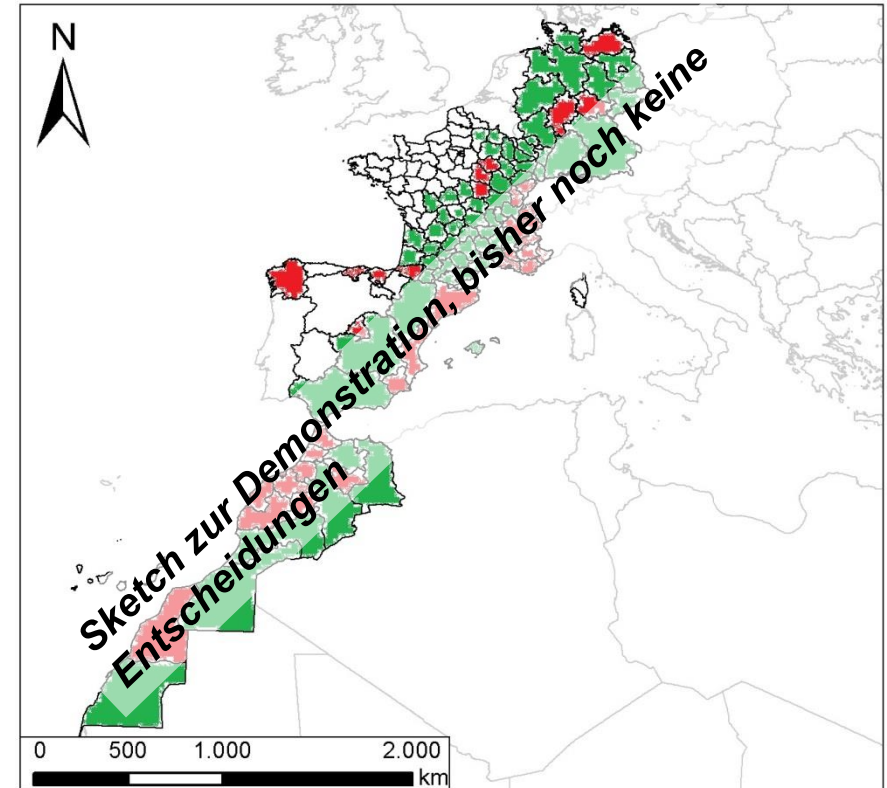 N
Sketch zur Demonstration, bisher noch keine
Entscheidungen
0 500 1.000 2.000
km